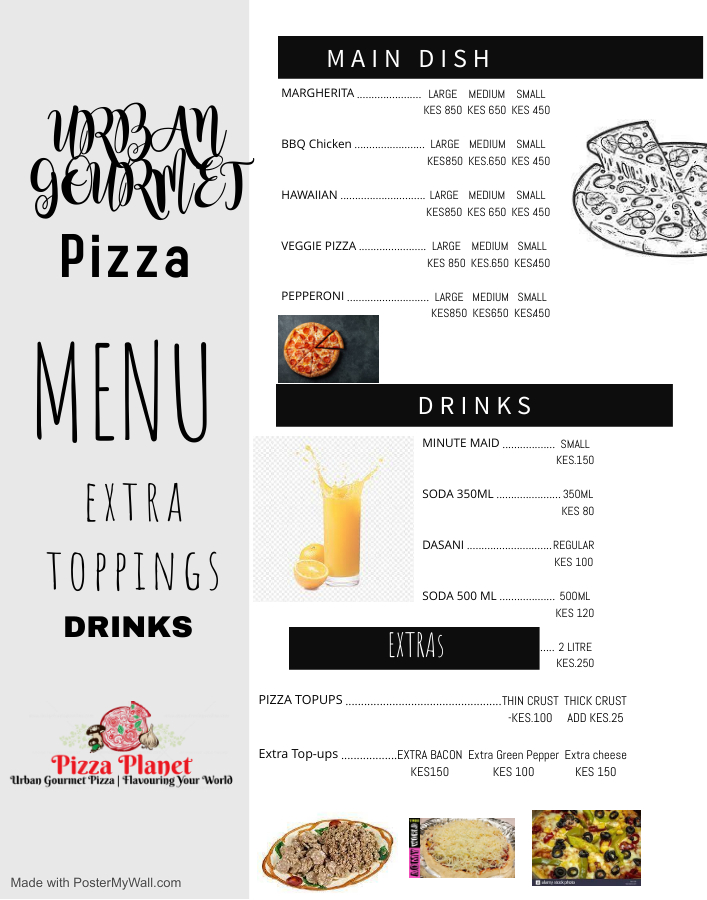 URBAN
GOURMET
Pizza
MENU
EXTRA
TOPPINGS
DRINKS
Pizza Planet
Urban Gourmet Pizza | Flavouring Your World
Made with PosterMyWall.com
MAIN DISH
MARGHERITA ..................... LARGE MEDIUM SMALL
KES 850 KES 650 KES 450
BBQ Chicken ....................... LARGE MEDIUM SMALL
KES850 KES.650 KES 450
HAWAIIAN ........................... LARGE MEDIUM SMALL
KES850 KES 650 KES 450
VEGGIE PIZZA ...................... LARGE MEDIUM SMALL
KES 850 KES.650 KES450
PEPPERONI ........................... LARGE MEDIUM SMALL
KES850 KES650 KES450
DRINKS
MINUTE MAID ................. SMALL
KES.150
SODA 350ML ..................... 350ML
KES 80
DASANI ............................ REGULAR
KES 100
SODA 500 ML .................. 500ML
KES 120
EXTRAs
..... 2 LITRE
KES.250
PIZZA TOPUPS ................................................... THIN CRUST THICK CRUST
-KES.100 ADD KES.25
Extra Top-ups .................. EXTRA BACON Extra Green Pepper Extra cheese
KES150 KES 100 KES 150